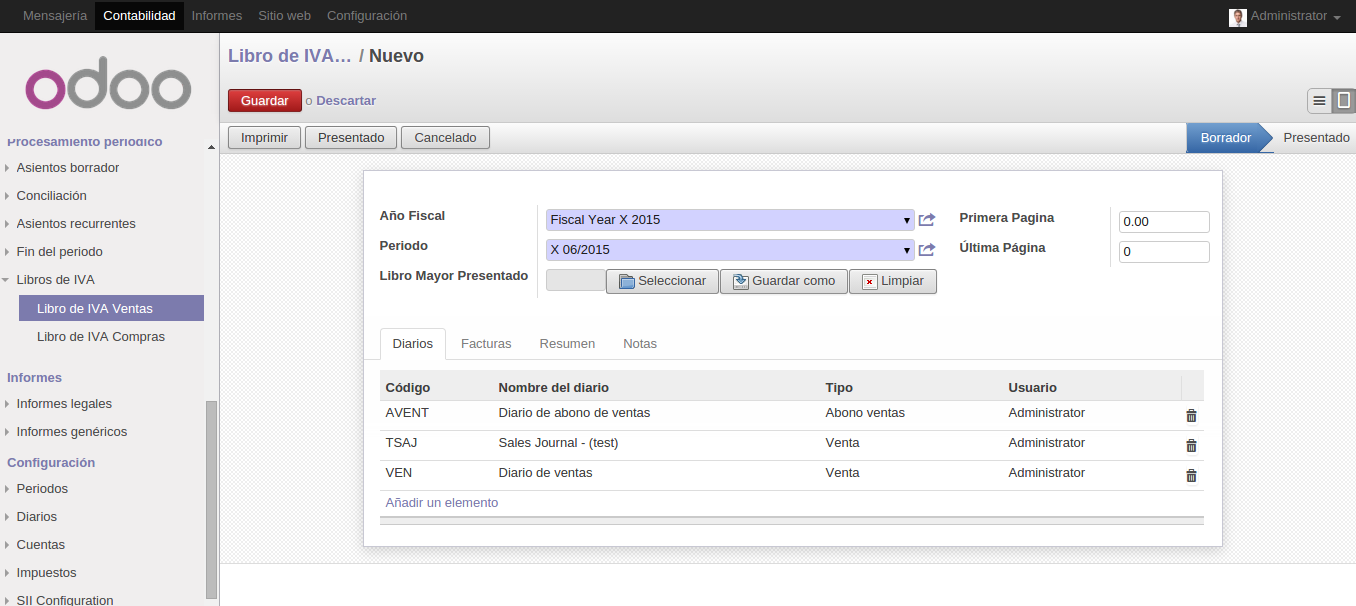 Mensajería Contabilidad Informes Sitio web Configuración Administrator
odoo
Procesamiento periódico
Asientos borrador
Conciliación
Asientos recurrentes
Fin del periodo
Libros de IVA
Libro de IVA Ventas
Libro de IVA Compras
Informes
Informes legales
Informes genéricos
Configuración
Periodos
Diarios
Cuentas
Impuestos
SII Configuration
Libro de IVA… / Nuevo
Guardar o Descartar
Imprimir Presentado Cancelado Borrador Presentado
Año Fiscal Fiscal Year X 2015 Primera Pagina 0.00
Periodo X 06/2015 Última Página 0
Libro Mayor Presentado Seleccionar Guardar como Limpiar
Diarios Facturas Resumen Notas
Código Nombre del diario Tipo Usuario
AVENT Diario de abono de ventas Abono ventas Administrator
TSAJ Sales Journal - (test) Venta Administrator
VEN Diario de ventas Venta Administrator
Añadir un elemento